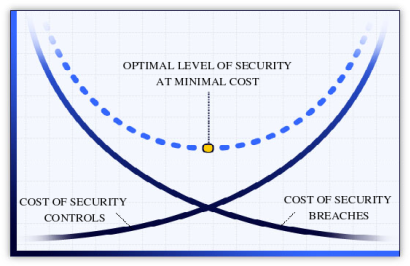 OPTIMAL LEVEL OF SECURITY
AT MINIMAL COST
COST OF SECURITY
CONTROLS
COST OF SECURITY
BREACHES